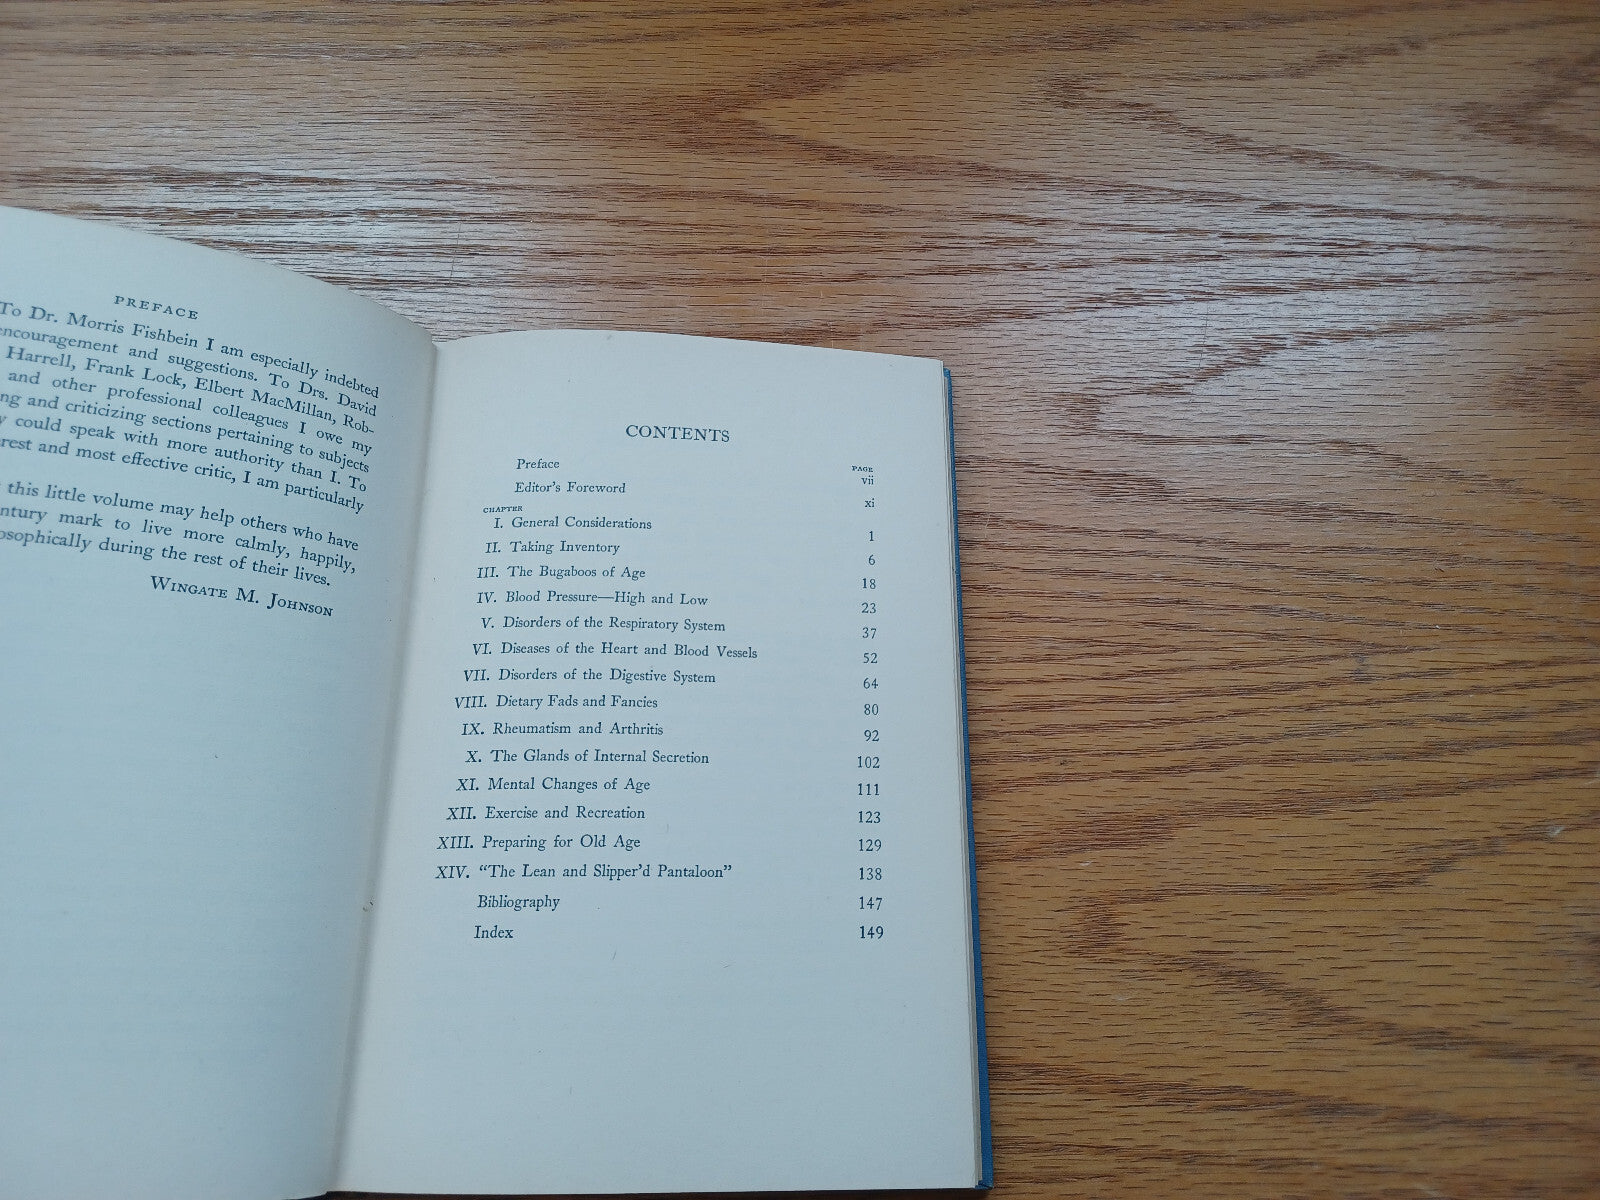 PREFACE
To Dr. Morris Fishbein I am especially indebted
encouragement and suggestions. To Drs. David
Harrell, Frank Lock, Elbert MacMillan, Rob-
and other professional colleagues I owe my
and criticizing sections pertaining to subjects
could speak with more authority than I. To
and most effective critic, I am particularly
this little volume may help others who have
mark to live more calmly, happily,
during the rest of their lives.
WINGATE M. JOHNSON
CONTENTS
PAGE
Preface vii
Editor's Foreword xi
CHAPTER
I. General Considerations 1
II. Taking Inventory 6
III. The Bugaboos of Age 18
IV. Blood Pressure—High and Low 23
V. Disorders of the Respiratory System 37
VI. Diseases of the Heart and Blood Vessels 52
VII. Disorders of the Digestive System 64
VIII. Dietary Fads and Fancies 80
IX. Rheumatism and Arthritis 92
X. The Glands of Internal Secretion 102
XI. Mental Changes of Age 111
XII. Exercise and Recreation 123
XIII. Preparing for Old Age 129
XIV. "The Lean and Slipper'd Pantaloon" 138
Bibliography 147
Index 149